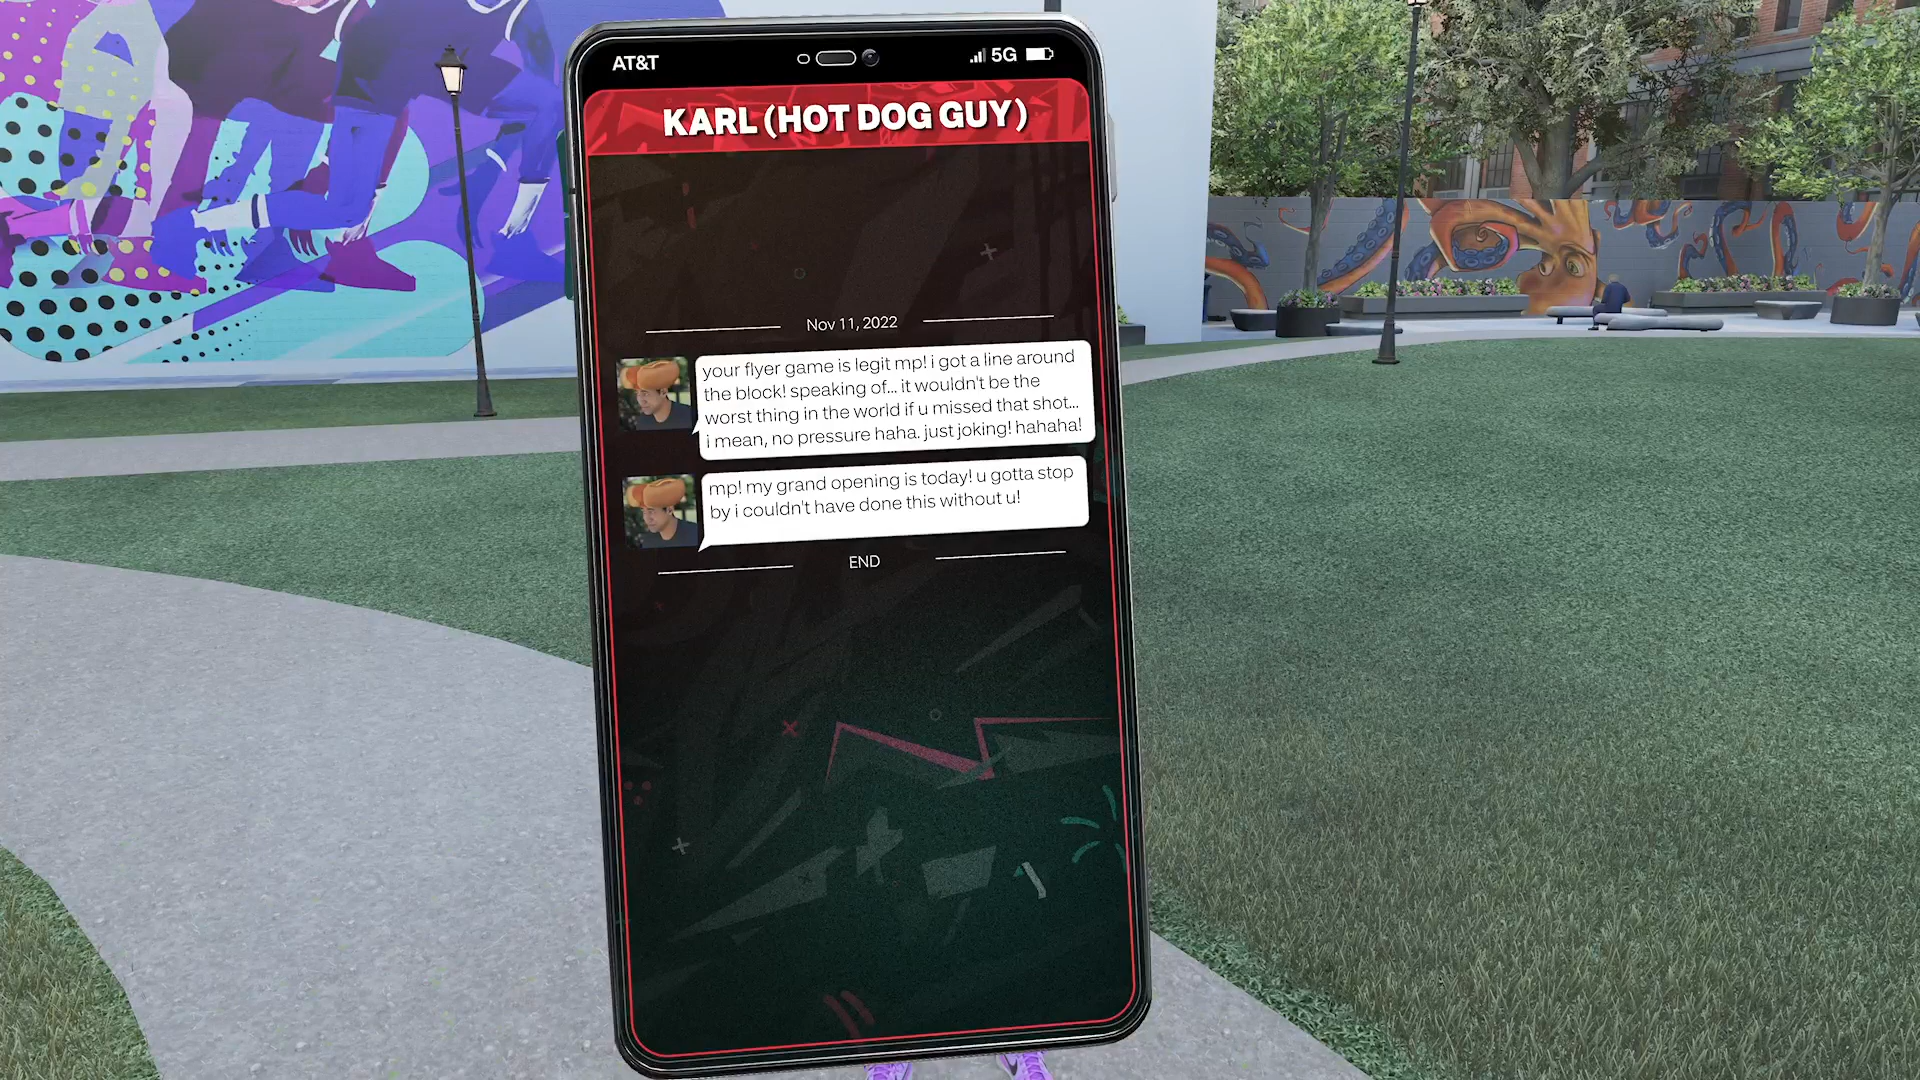 AT&T
5G
KARL (HOT DOG GUY)
Nov 11, 2022
your flyer game is legit mp! i got a line around
the block! speaking of... it wouldn't be the
worst thing in the world if u missed that shot...
i mean, no pressure haha. just joking! hahaha!
mp! my grand opening is today! u gotta stop
by i couldn't have done this without u!
END